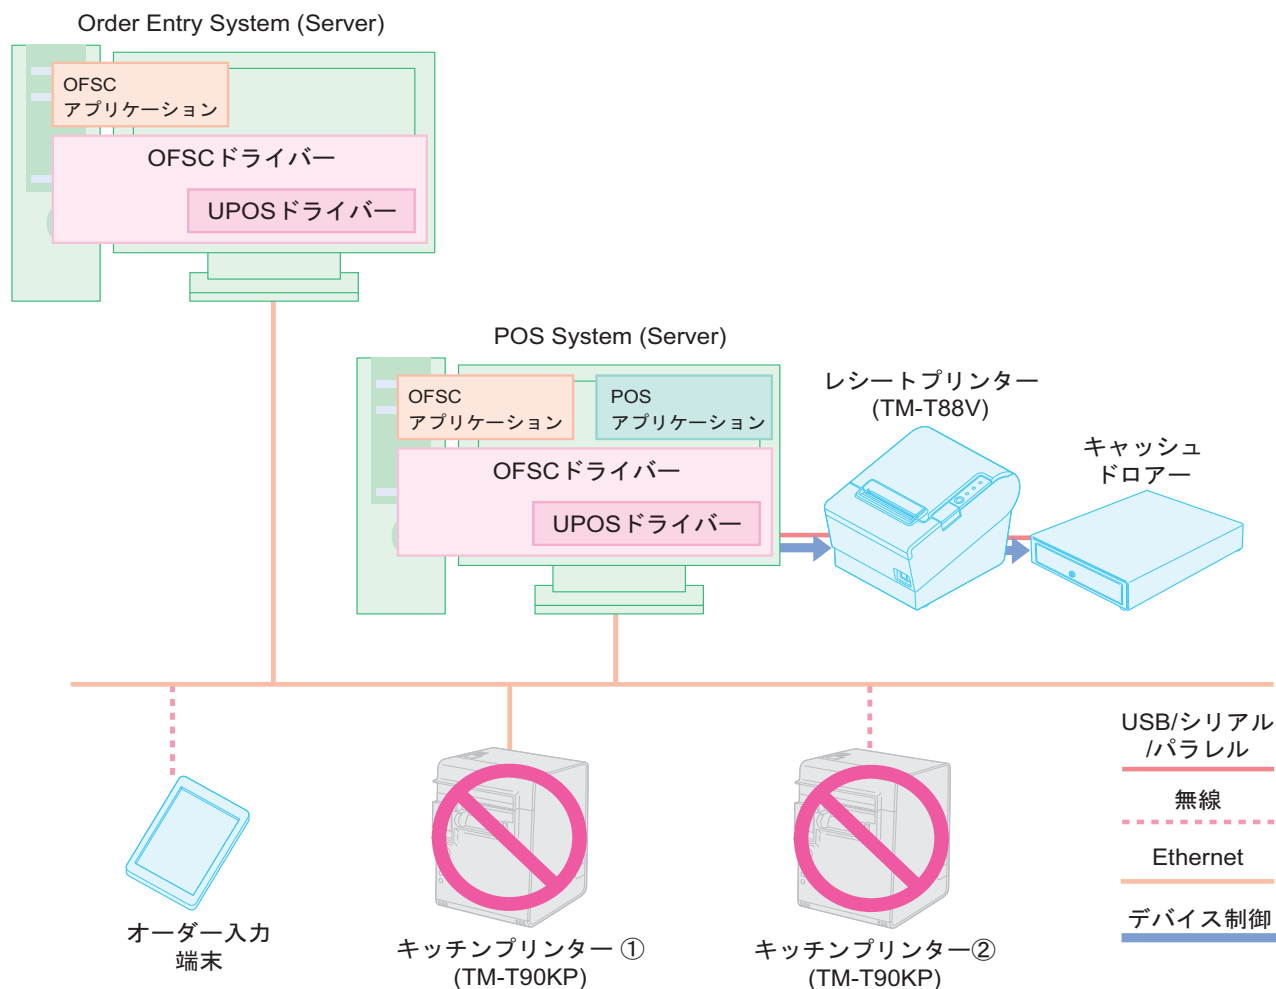 Order Entry System (Server)
OFSC
アプリケーション
OFSCドライバー
UPOSドライバー
POS System (Server)
OFSC
アプリケーション
POS
アプリケーション
OFSCドライバー
UPOSドライバー
レシートプリンター
(TM-T88V)
キャッシュ
ドロアー
オーダー入力
端末
キッチンプリンター ①
(TM-T90KP)
キッチンプリンター②
(TM-T90KP)
USB/シリアル
/パラレル
無線
Ethernet
デバイス制御